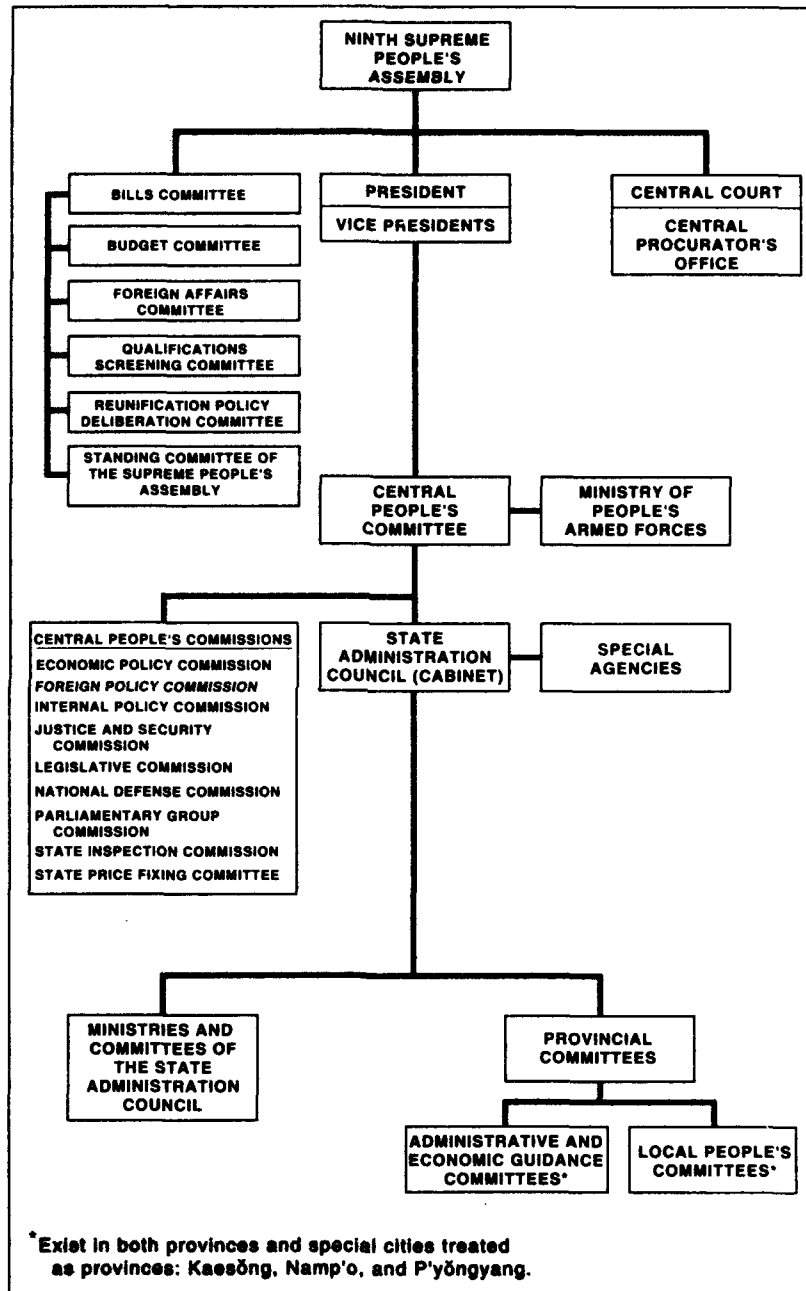 NINTH SUPREME
PEOPLE'S
ASSEMBLY
BILLS COMMITTEE
BUDGET COMMITTEE
FOREIGN AFFAIRS
COMMITTEE
QUALIFICATIONS
SCREENING COMMITTEE
REUNIFICATION POLICY
DELIBERATION COMMITTEE
STANDING COMMITTEE OF
THE SUPREME PEOPLE'S
ASSEMBLY
PRESIDENT
VICE PRESIDENTS
CENTRAL COURT
CENTRAL
PROCURATOR'S
OFFICE
CENTRAL
PEOPLE'S
COMMITTEE
MINISTRY OF
PEOPLE'S
ARMED FORCES
CENTRAL PEOPLE'S COMMISSIONS
ECONOMIC POLICY COMMISSION
FOREIGN POLICY COMMISSION
INTERNAL POLICY COMMISSION
JUSTICE AND SECURITY
COMMISSION
LEGISLATIVE COMMISSION
NATIONAL DEFENSE COMMISSION
PARLIAMENTARY GROUP
COMMISSION
STATE INSPECTION COMMISSION
STATE PRICE FIXING COMMITTEE
STATE
ADMINISTRATION
COUNCIL (CABINET)
SPECIAL
AGENCIES
MINISTRIES AND
COMMITTEES OF
THE STATE
ADMINISTRATION
COUNCIL
PROVINCIAL
COMMITTEES
ADMINISTRATIVE AND
ECONOMIC GUIDANCE
COMMITTEES*
LOCAL PEOPLE'S
COMMITTEES*
*Exist in both provinces and special cities treated
as provinces: Kaesŏng, Namp'o, and P'yŏngyang.